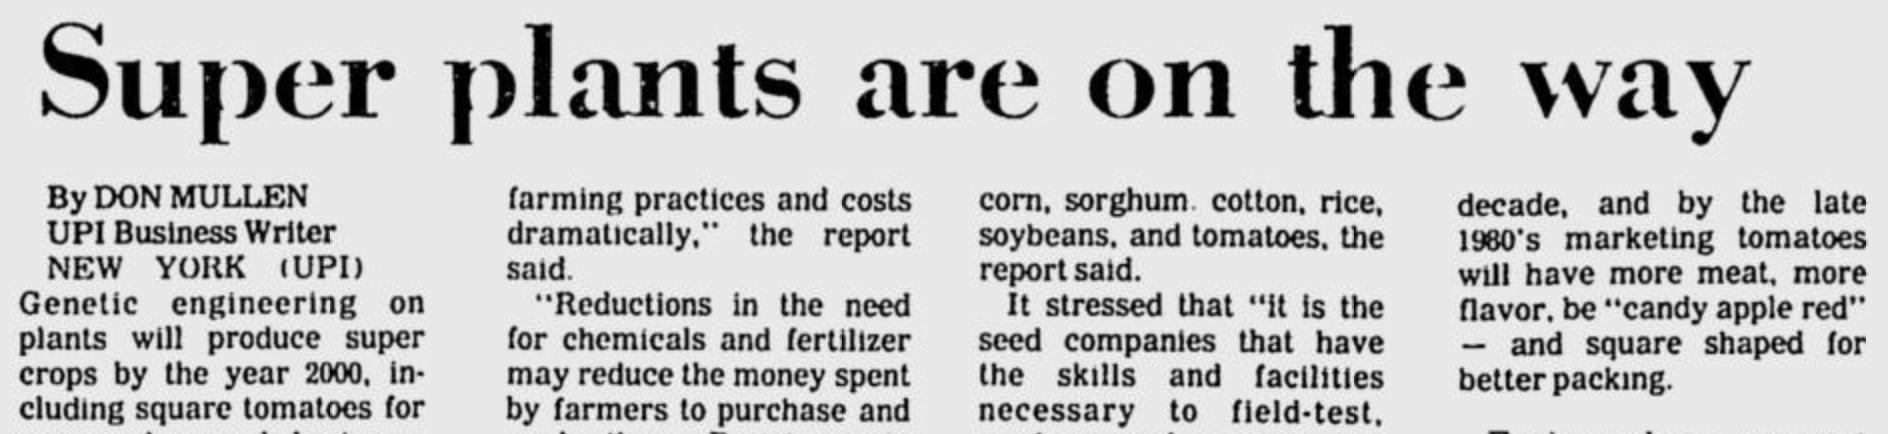 Super plants are on the way
By DON MULLEN
UPI Business Writer
NEW YORK (UPI)
Genetic engineering on
plants will produce super
crops by the year 2000, in-
cluding square tomatoes for
farming practices and costs
dramatically," the report
said.
"Reductions in the need
for chemicals and fertilizer
may reduce the money spent
by farmers to purchase and
corn, sorghum. cotton, rice,
soybeans, and tomatoes, the
report said.
It stressed that "it is the
seed companies that have
the skills and facilities
necessary to field-test,
decade, and by the late
1980's marketing tomatoes
will have more meat, more
flavor, be "candy apple red"
— and square shaped for
better packing.